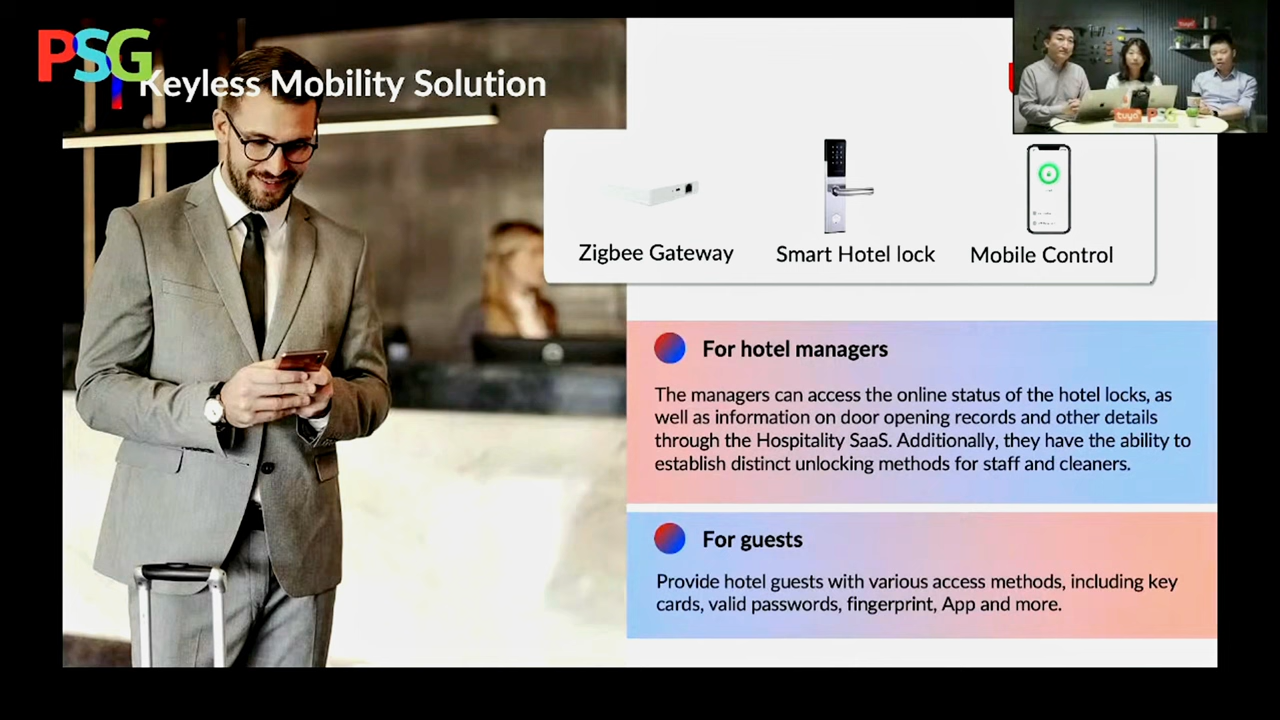 PSG
Keyless Mobility Solution
tuya PSG
Zigbee Gateway
Smart Hotel lock
Mobile Control
For hotel managers
The managers can access the online status of the hotel locks, as
well as information on door opening records and other details
through the Hospitality SaaS. Additionally, they have the ability to
establish distinct unlocking methods for staff and cleaners.
For guests
Provide hotel guests with various access methods, including key
cards, valid passwords, fingerprint, App and more.